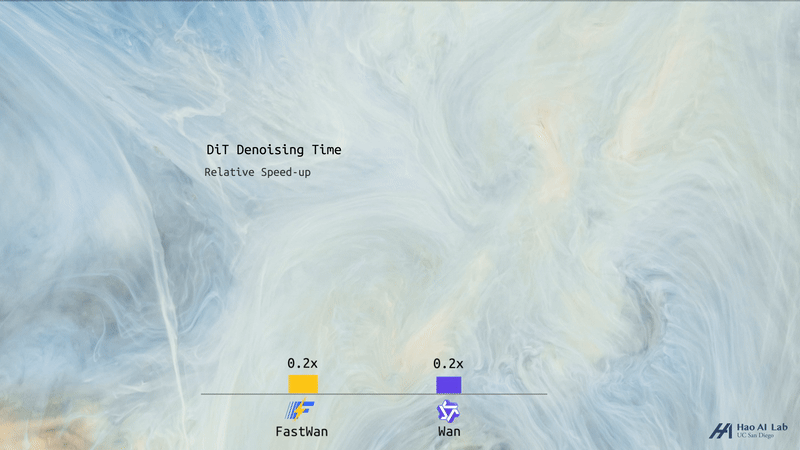 DiT Denoising Time
Relative Speed-up
0.2x
0.2x
FastWan
Wan
Hao AI Lab
UC San Diego